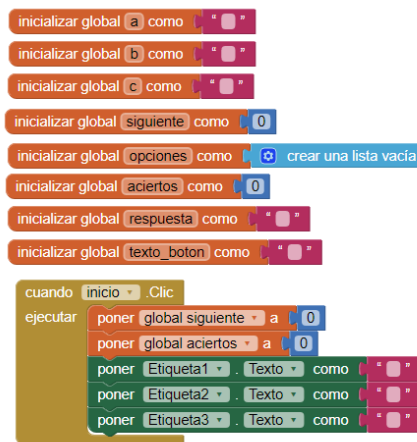 inicializar global a como " "
inicializar global b como " "
inicializar global c como " "
inicializar global siguiente como 0
inicializar global opciones como crear una lista vacía
inicializar global aciertos como 0
inicializar global respuesta como " "
inicializar global texto_boton como " "
cuando inicio .Clic
ejecutar poner global siguiente a 0
poner global aciertos a 0
poner Etiqueta1 . Texto como " "
poner Etiqueta2 . Texto como " "
poner Etiqueta3 . Texto como " "